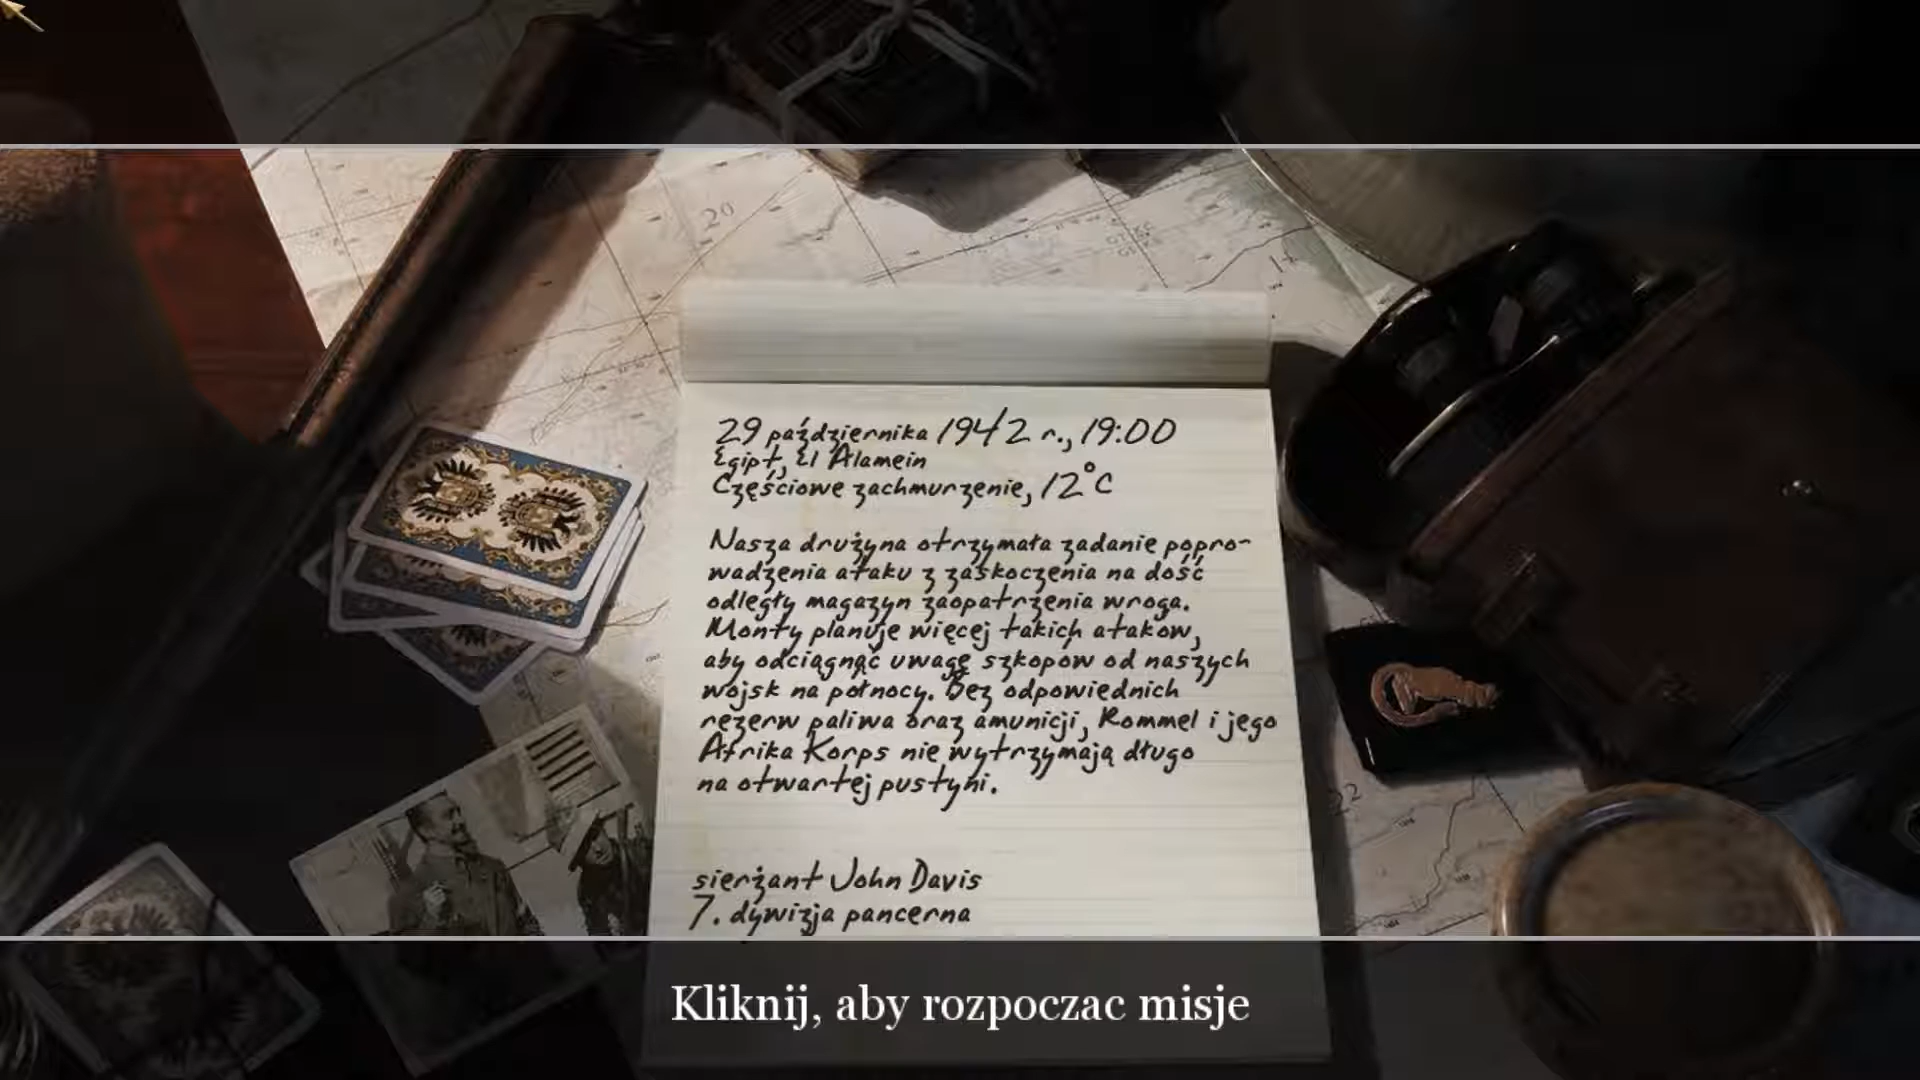 20
29 października 1942 r., 19:00
Egipt, El Alamein
Częściowe zachmurzenie, 12°C
Nasza drużyna otrzymała zadanie popro-
wadzenia ataku z zaskoczenia na dość
odległy magazyn zaopatrzenia wroga.
Monty planuje więcej takich ataków,
aby odciągnąć uwagę szkopów od naszych
wojsk na północy. Bez odpowiednich
rezerw paliwa oraz amunicji, Rommel i jego
Afrika Korps nie wytrzymają długo
na otwartej pustyni.
22
sierżant John Davis
7. dywizja pancerna
Kliknij, aby rozpoczac misje